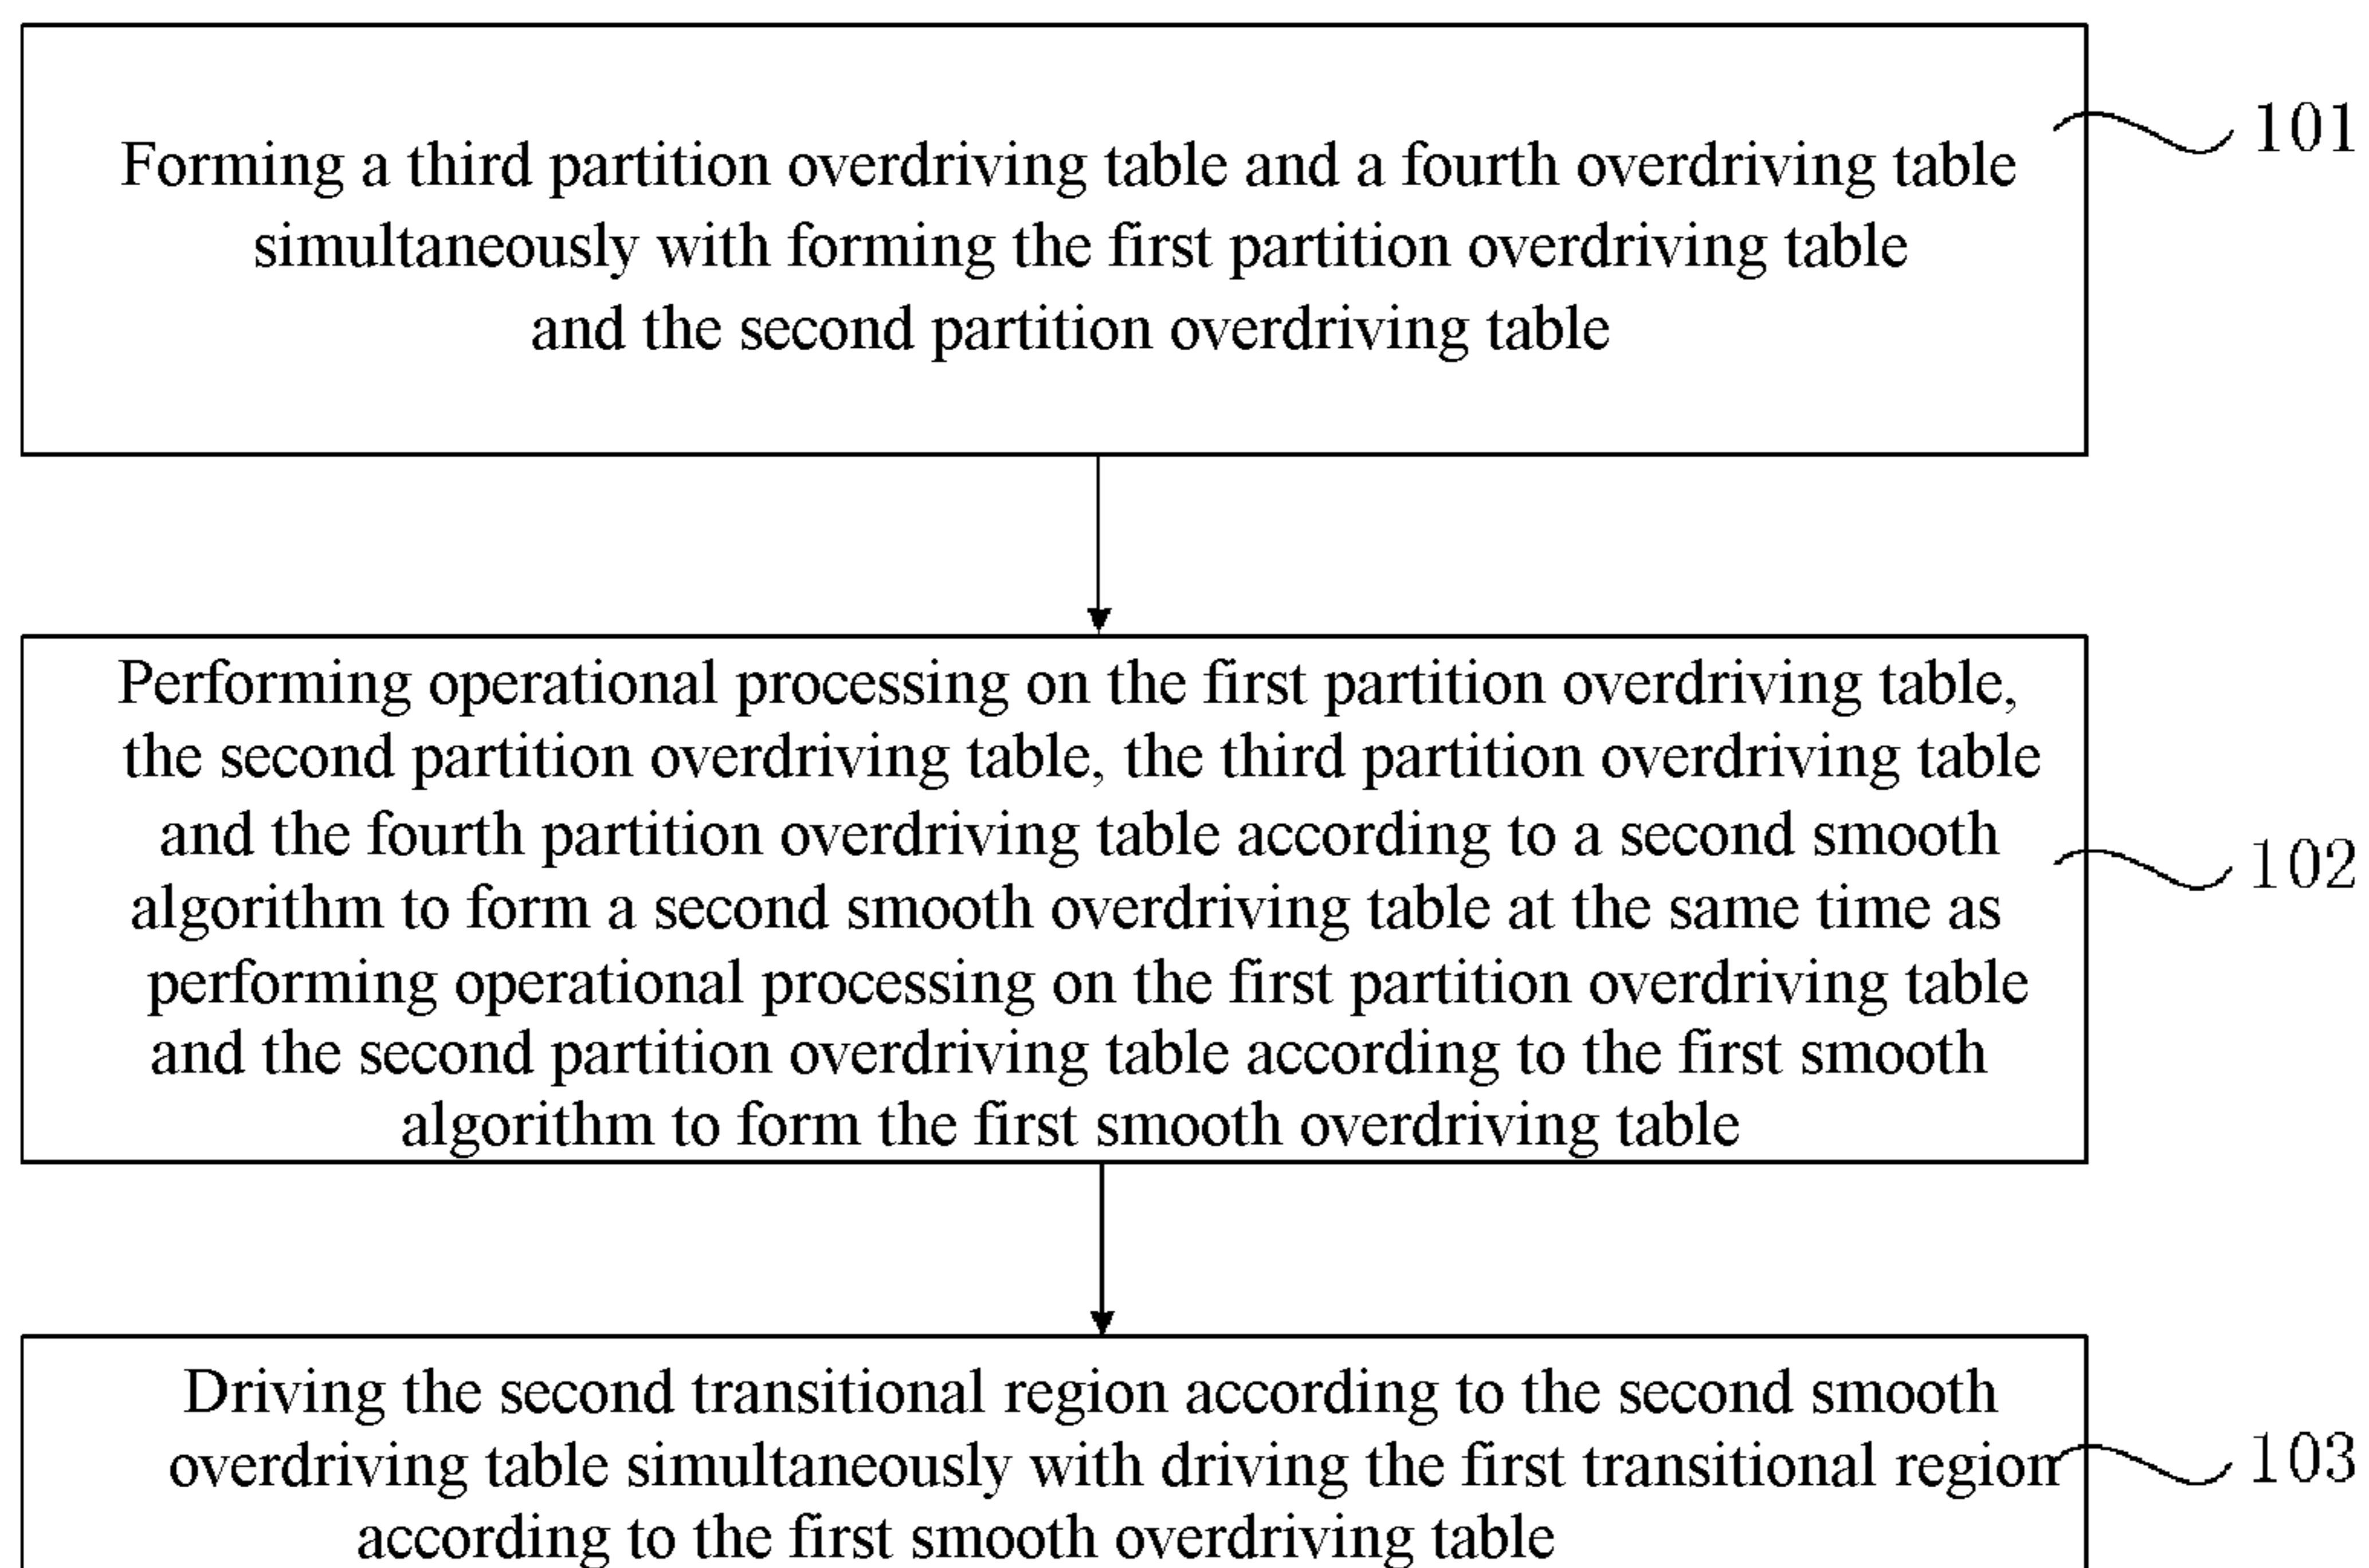 Forming a third partition overdriving table and a fourth overdriving table
simultaneously with forming the first partition overdriving table
and the second partition overdriving table
101
Performing operational processing on the first partition overdriving table,
the second partition overdriving table, the third partition overdriving table
and the fourth partition overdriving table according to a second smooth
algorithm to form a second smooth overdriving table at the same time as
performing operational processing on the first partition overdriving table
and the second partition overdriving table according to the first smooth
algorithm to form the first smooth overdriving table
102
Driving the second transitional region according to the second smooth
overdriving table simultaneously with driving the first transitional region
according to the first smooth overdriving table
103